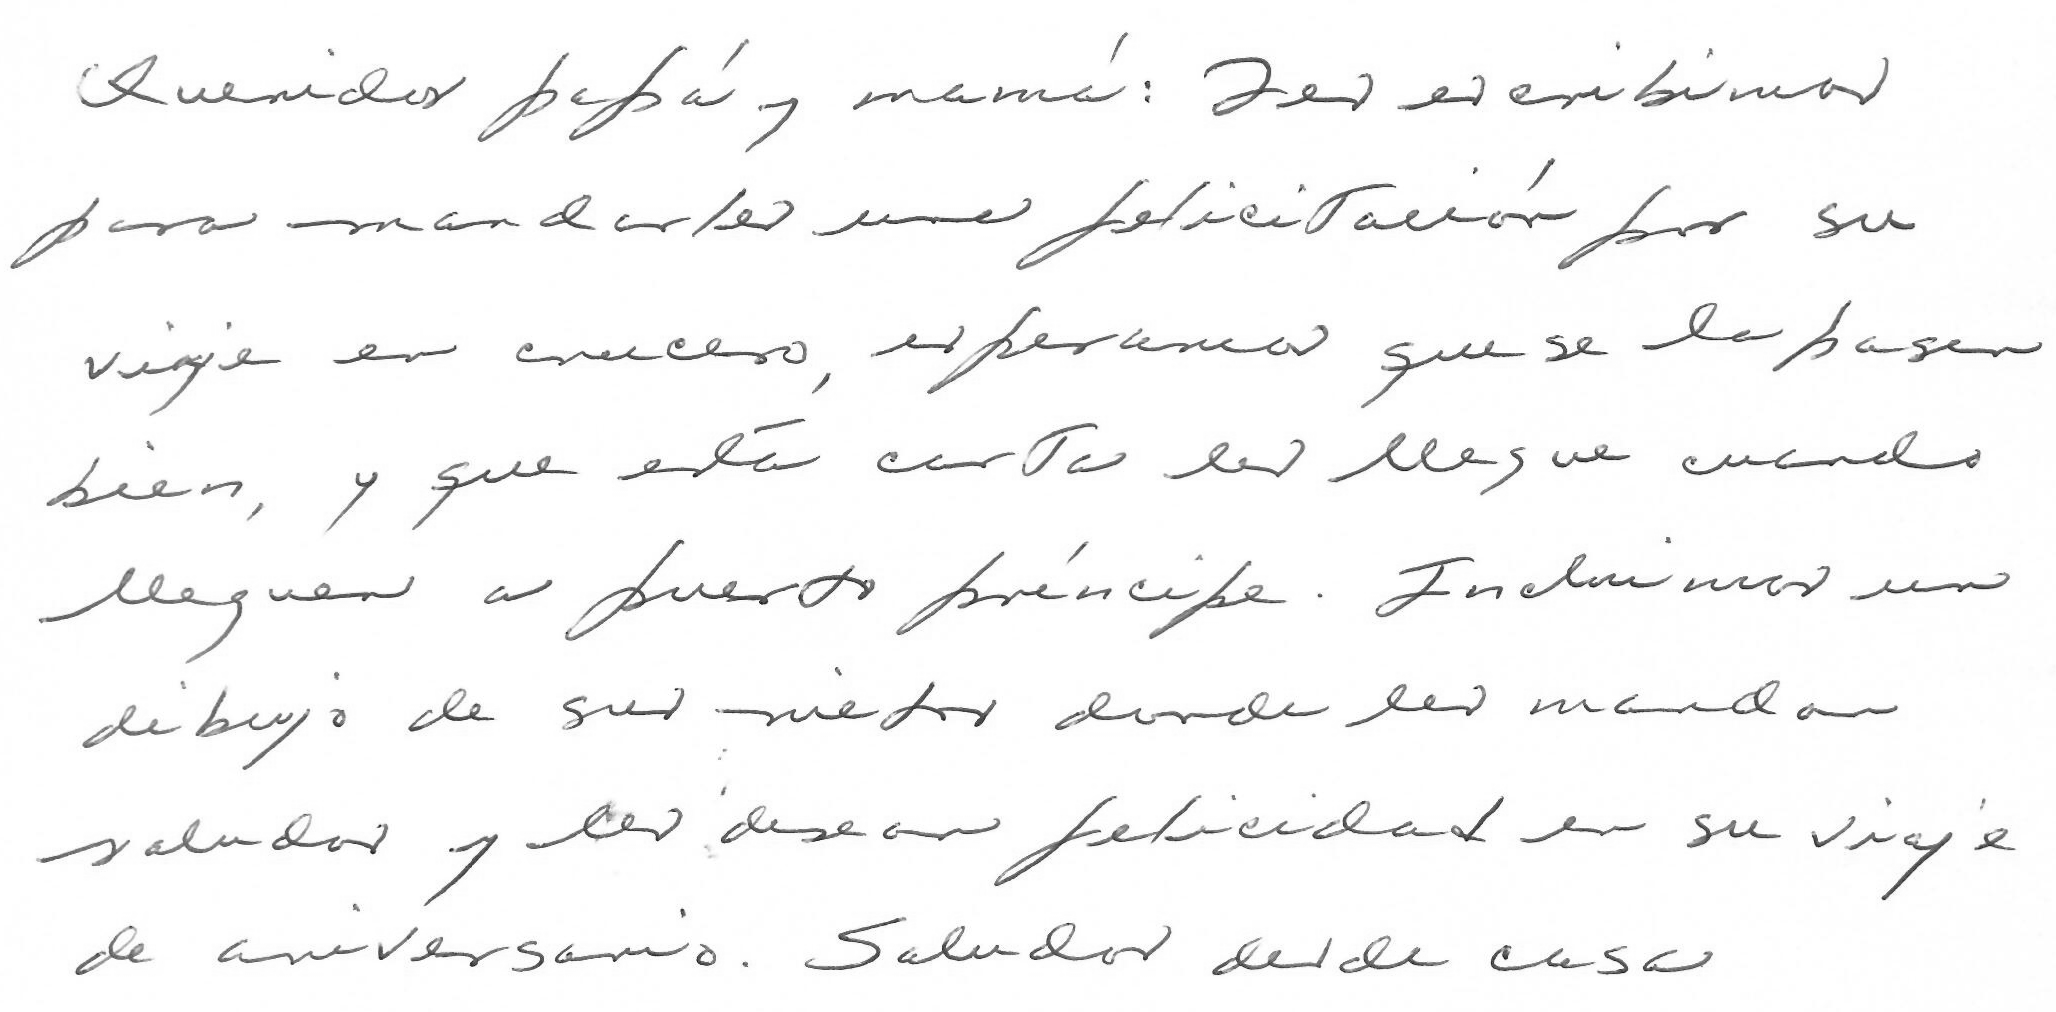 Queridos papá y mamá: Les escribimos
para mandarles una felicitación por su
viaje en crucero, esperamos que se la pasen
bien, y que está carta les llegue cuando
lleguen a puerto príncipe. Incluimos un
dibujo de sus nietos donde les mandan
saludos y les desean felicidad en su viaje
de aniversario. Saludos desde casa